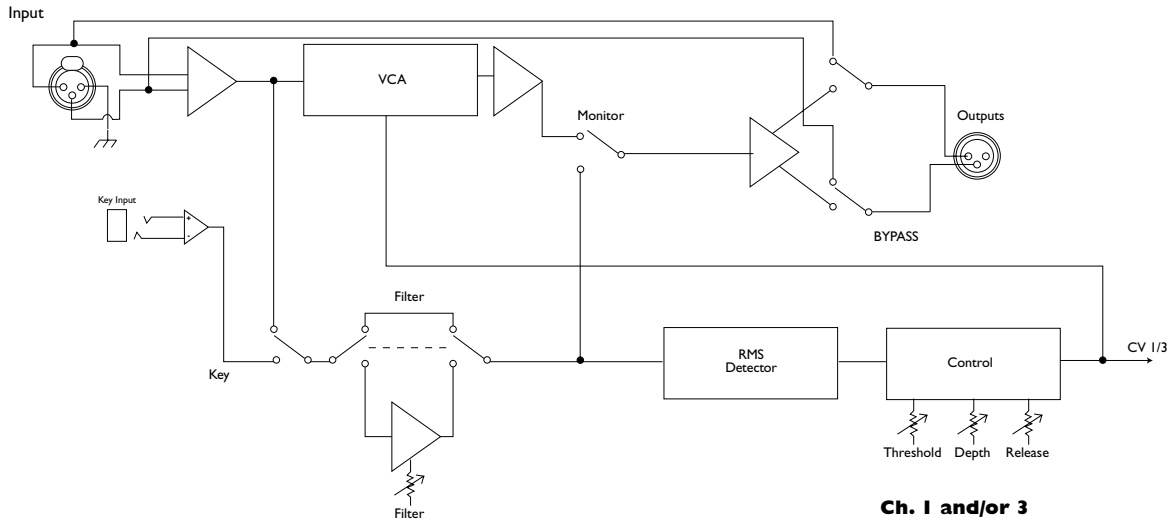 Input
VCA
Monitor
Outputs
Key Input
+
-
BYPASS
Filter
Key
RMS
Detector
Control
CV 1/3
Threshold Depth Release
Filter
Ch. 1 and/or 3